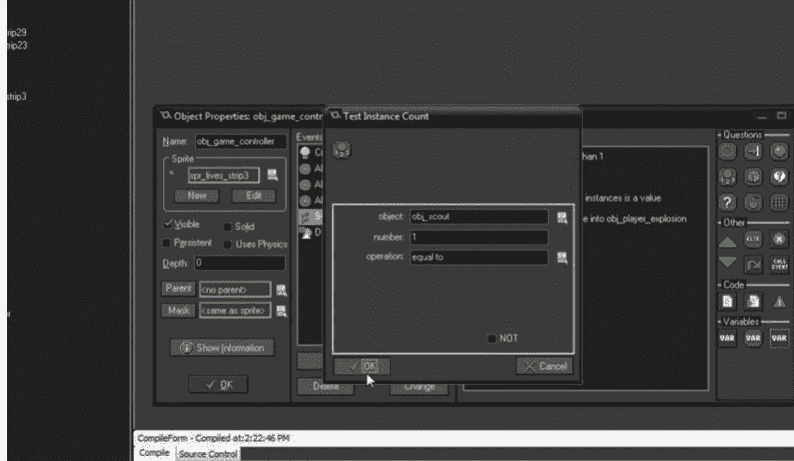 rip29
trip23
strip3
Object Properties: obj_game_contr
Name: obj_game_controller
Sprite
spr_lives_strip3
New Edit
Visible Solid
Persistent Uses Physics
Depth: 0
Parent <no parent>
Mask <same as sprite>
Show Information
OK
Events
Delete Change
Test Instance Count
object: obj_scout
number: 1
operation: equal to
NOT
OK Cancel
han 1
instances is a value
e into obj_player_explosion
Questions
Other
ELSE
CALL EVENT
Code
Variables
VAR VAR VAR
CompileForm - Compiled at: 2:22:46 PM
Compile Source Control